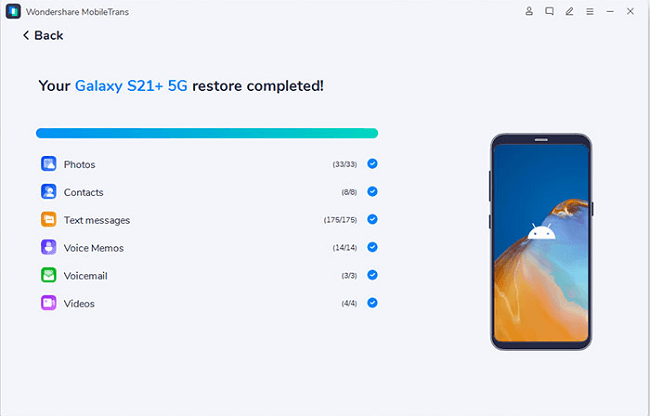 Wondershare MobileTrans
Back
Your Galaxy S21+ 5G restore completed!
Photos (33/33)
Contacts (8/8)
Text messages (175/175)
Voice Memos (14/14)
Voicemail (3/3)
Videos (4/4)